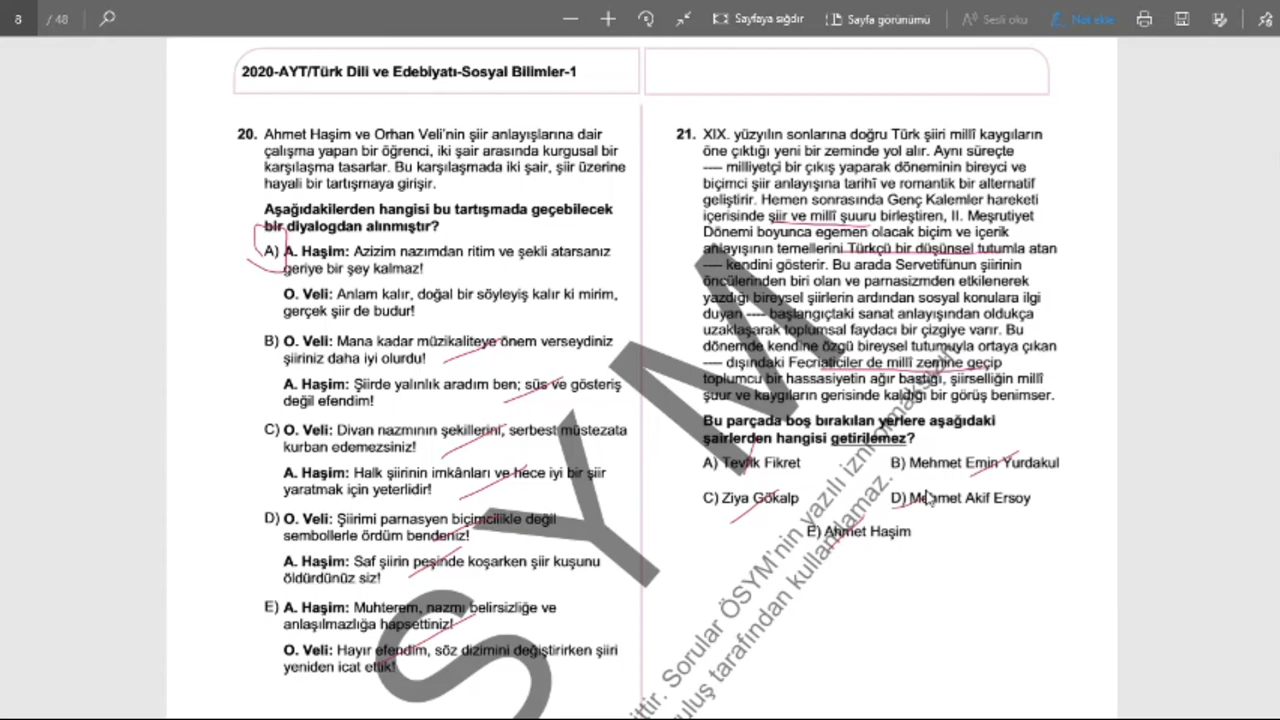 8 / 48
Sayfaya sığdır
Sayfa görünümü
Sesli oku
Not ekle
2020-AYT/Türk Dili ve Edebiyatı-Sosyal Bilimler-1
20. Ahmet Haşim ve Orhan Veli'nin şiir anlayışlarına dair
çalışma yapan bir öğrenci, iki şair arasında kurgusal bir
karşılaşma tasarlar. Bu karşılaşmada iki şair, şiir üzerine
hayali bir tartışmaya girişir.
Aşağıdakilerden hangisi bu tartışmada geçebilecek
bir diyalogdan alınmıştır?
A) A. Haşim: Azizim nazımdan ritim ve şekli atarsanız
geriye bir şey kalmaz!
O. Veli: Anlam kalır, doğal bir söyleyiş kalır ki mirim,
gerçek şiir de budur!
B) O. Veli: Mana kadar müzikaliteye önem verseydiniz
şiiriniz daha iyi olurdu!
A. Haşim: Şiirde yalınlık aradım ben; süs ve gösteriş
değil efendim!
C) O. Veli: Divan nazmının şekillerini, serbest müstezata
kurban edemezsiniz!
A. Haşim: Halk şiirinin imkânları ve hece iyi bir şiir
yaratmak için yeterlidir!
D) O. Veli: Şiirimi parnasyen biçimcilikle değil
sembollerle ördüm bendeniz!
A. Haşim: Saf şiirin peşinde koşarken şiir kuşunu
öldürdünüz siz!
E) A. Haşim: Muhterem, nazmı belirsizliğe ve
anlaşılmazlığa hapsettiniz!
O. Veli: Hayır efendim, söz dizimini değiştirirken şiiri
yeniden icat ettik!
21. XIX. yüzyılın sonlarına doğru Türk şiiri millî kaygıların
öne çıktığı yeni bir zeminde yol alır. Aynı süreçte
---- milliyetçi bir çıkış yaparak döneminin bireyci ve
biçimci şiir anlayışına tarihî ve romantik bir alternatif
geliştirir. Hemen sonrasında Genç Kalemler hareketi
içerisinde şiir ve millî şuuru birleştiren, II. Meşrutiyet
Dönemi boyunca egemen olacak biçim ve içerik
anlayışının temellerini Türkçü bir düşünsel tutumla atan
---- kendini gösterir. Bu arada Servetifünun şiirinin
öncülerinden biri olan ve parnasizmden etkilenerek
yazdığı bireysel şiirlerin ardından sosyal konulara ilgi
duyan ---- başlangıçtaki sanat anlayışından oldukça
uzaklaşarak toplumsal faydacı bir çizgiye varır. Bu
dönemde kendine özgü bireysel tutumuyla ortaya çıkan
---- dışındaki Fecriaticiler de millî zemine geçip
toplumcu bir hassasiyetin ağır bastığı, şiirselliğin millî
şuur ve kaygıların gerisinde kaldığı bir görüş benimser.
Bu parçada boş bırakılan yerlere aşağıdaki
şairlerden hangisi getirilemez?
A) Tevfik Fikret
B) Mehmet Emin Yurdakul
C) Ziya Gökalp
D) Mehmet Akif Ersoy
E) Ahmet Haşim
SYM
Sorular ÖSYM'nin yazılı izni
tarafından kullanılamaz.